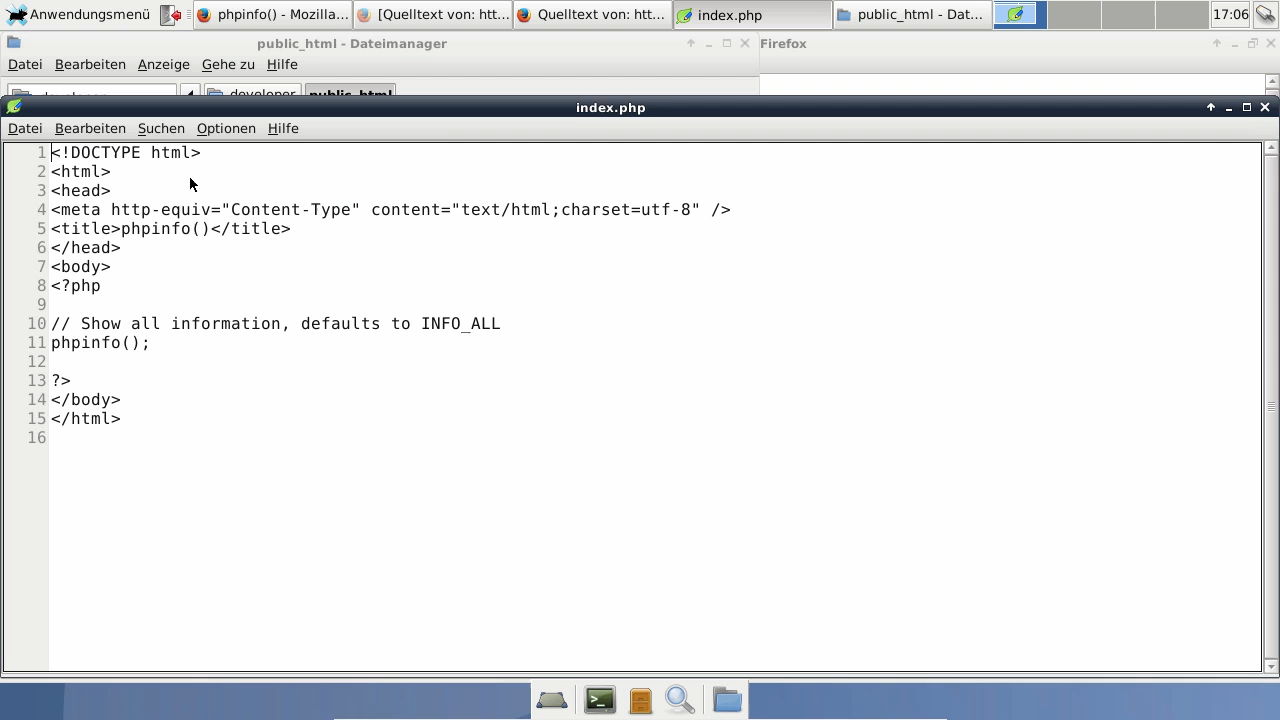 Anwendungsmenü phpinfo() - Mozilla... [Quelltext von: htt... Quelltext von: htt... index.php public_html - Dat... 17:06
public_html - Dateimanager
Firefox
Datei Bearbeiten Anzeige Gehe zu Hilfe
developer public_html
index.php
Datei Bearbeiten Suchen Optionen Hilfe
1 <!DOCTYPE html>
2 <html>
3 <head>
4 <meta http-equiv="Content-Type" content="text/html;charset=utf-8" />
5 <title>phpinfo()</title>
6 </head>
7 <body>
8 <?php
9
10 // Show all information, defaults to INFO_ALL
11 phpinfo();
12
13 ?>
14 </body>
15 </html>
16